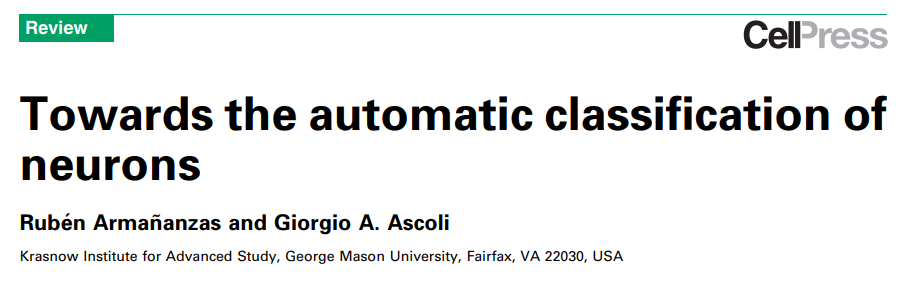 Review
CellPress
Towards the automatic classification of
neurons
Rubén Armañanzas and Giorgio A. Ascoli
Krasnow Institute for Advanced Study, George Mason University, Fairfax, VA 22030, USA